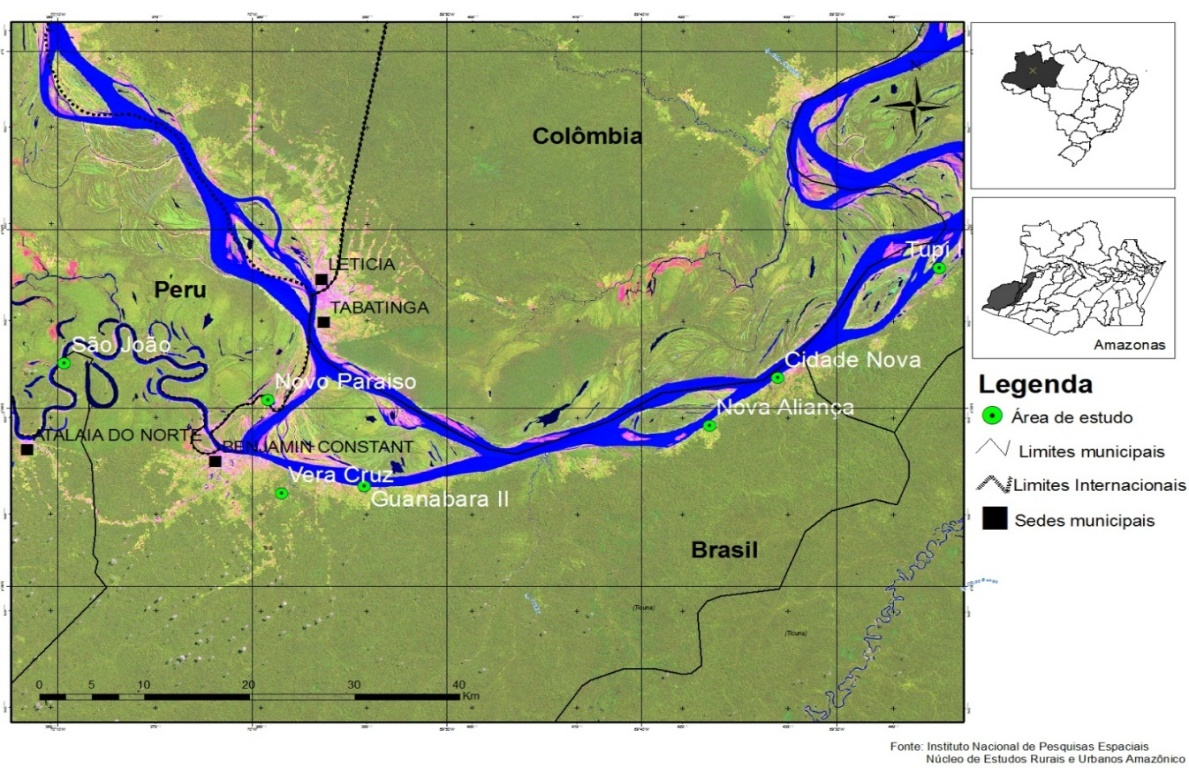 Colômbia
LETICIA
Peru
TABATINGA
Tupi I
São João
Novo Paraiso
Cidade Nova
Nova Aliança
ATALAIA DO NORTE
BENJAMIN CONSTANT
Vera Cruz
Guanabara II
Brasil
(Ticuna)
(Ticuna)
0 5 10 20 30 40
Km
N
Amazonas
Legenda
Área de estudo
Limites municipais
Limites Internacionais
Sedes municipais
Fonte: Instituto Nacional de Pesquisas Espaciais
Núcleo de Estudos Rurais e Urbanos Amazônico